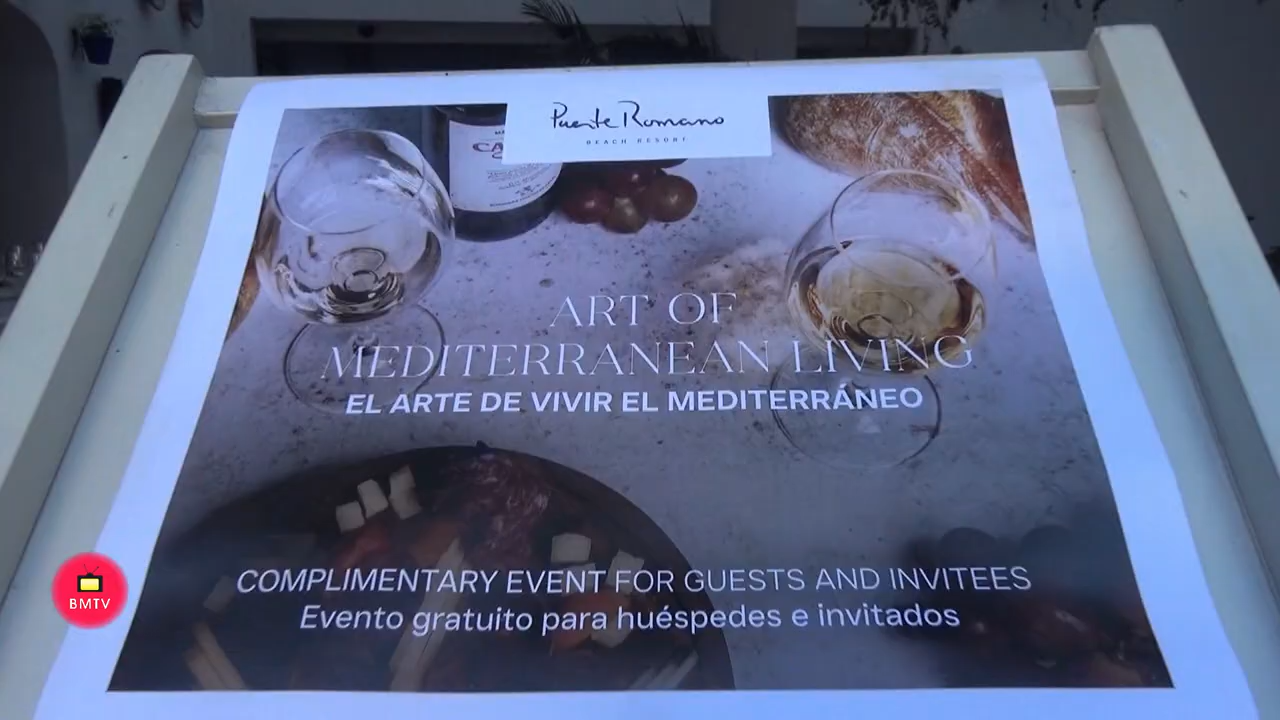 Puente Romano
BEACH RESORT
ART OF
MEDITERRANEAN LIVING
EL ARTE DE VIVIR EL MEDITERRÁNEO
COMPLIMENTARY EVENT FOR GUESTS AND INVITEES
Evento gratuito para huéspedes e invitados
BMTV